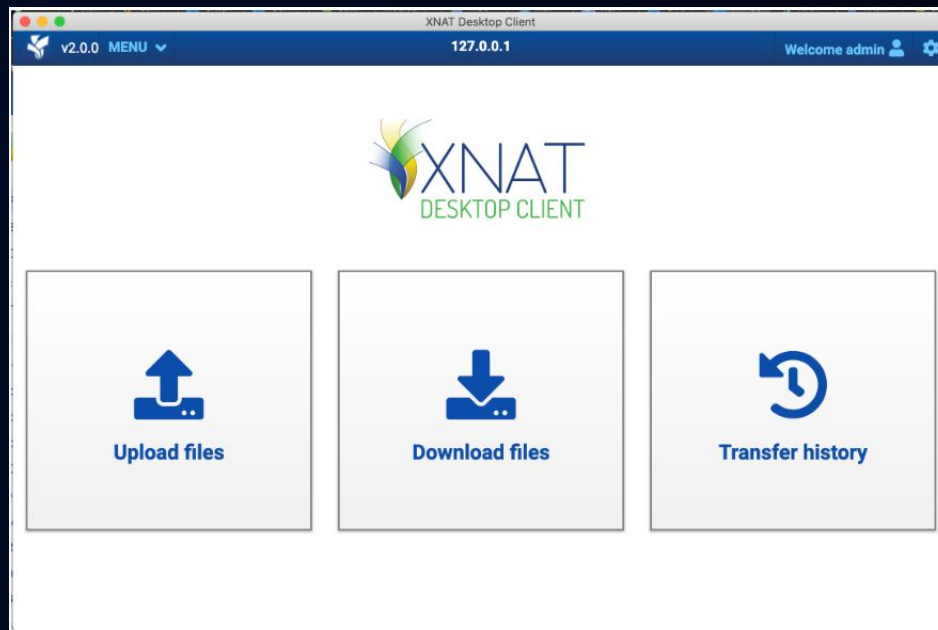 XNAT Desktop Client
v2.0.0 MENU 127.0.0.1 Welcome admin
XNAT
DESKTOP CLIENT
Upload files Download files Transfer history